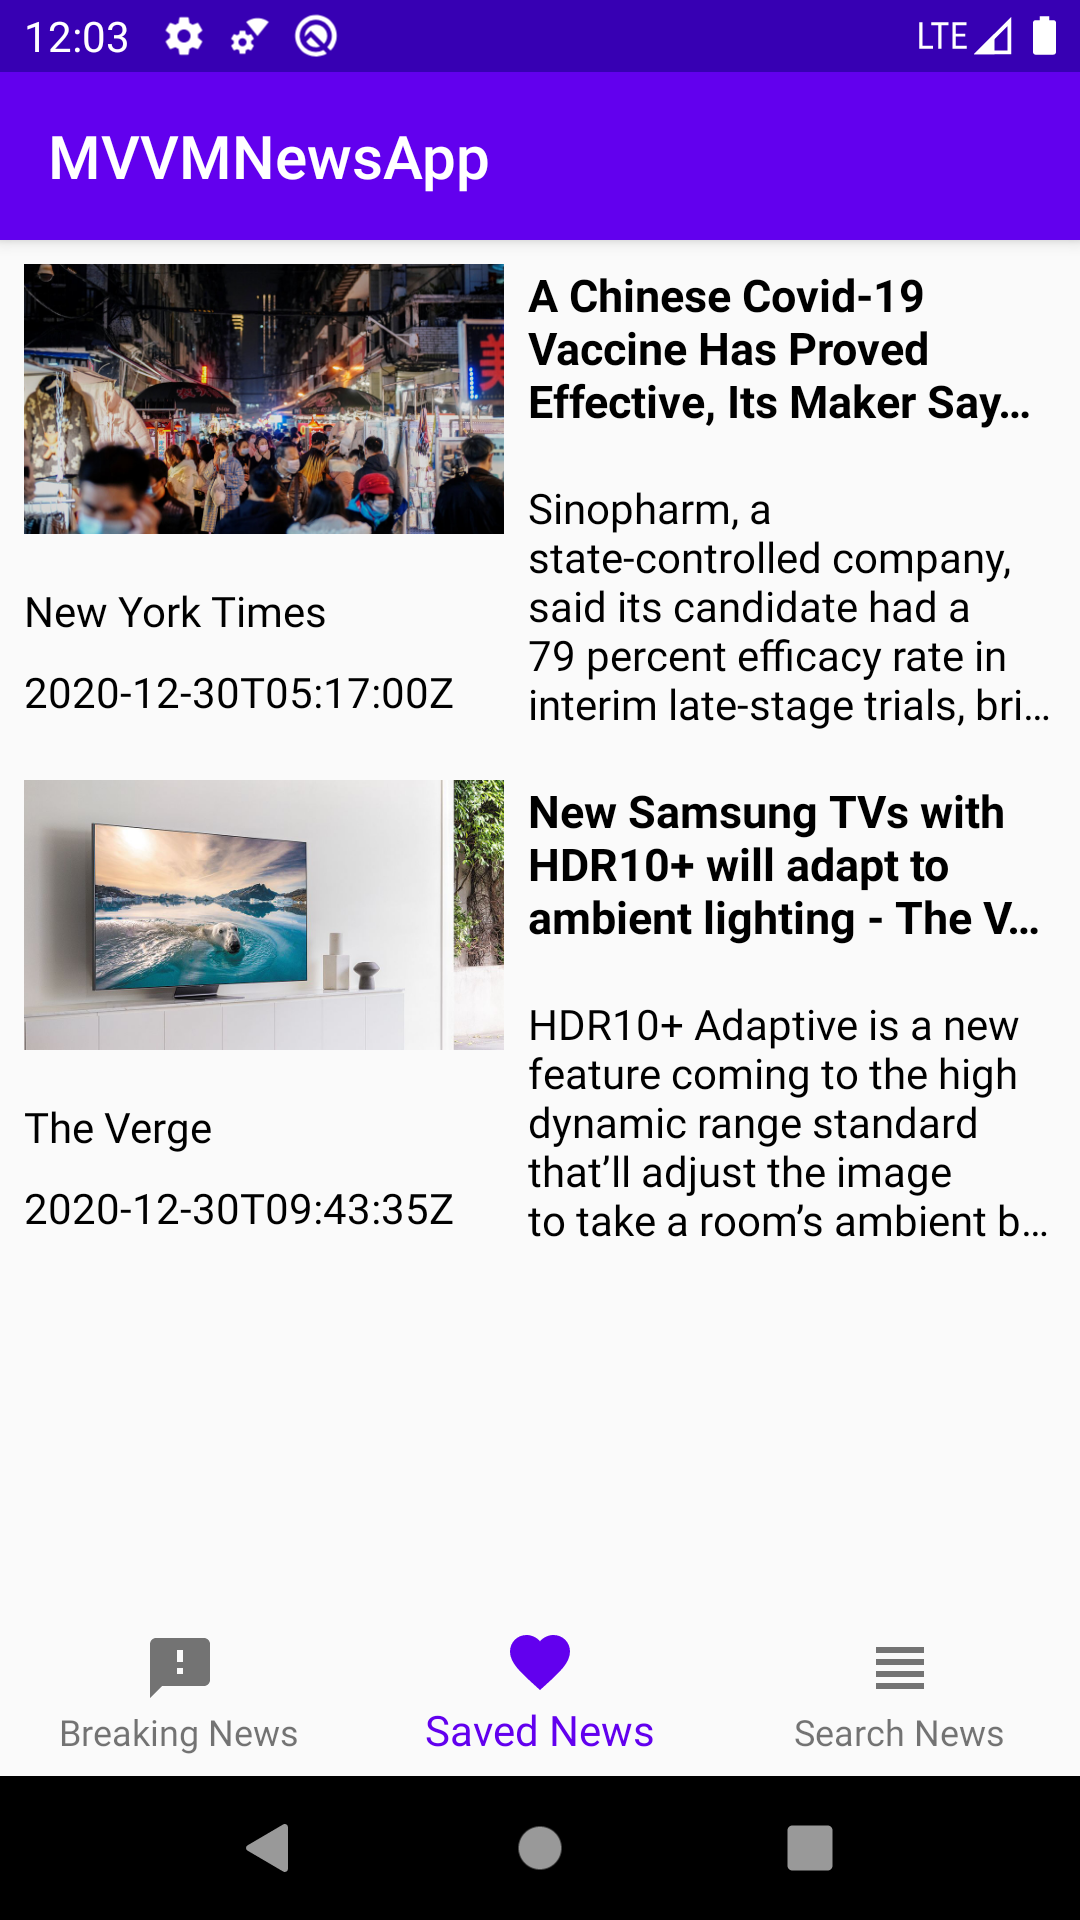 12:03
LTE
MVVMNewsApp
A Chinese Covid-19
Vaccine Has Proved
Effective, Its Maker Say…
Sinopharm, a
state-controlled company,
said its candidate had a
79 percent efficacy rate in
interim late-stage trials, bri…
New York Times
2020-12-30T05:17:00Z
New Samsung TVs with
HDR10+ will adapt to
ambient lighting - The V…
HDR10+ Adaptive is a new
feature coming to the high
dynamic range standard
that’ll adjust the image
to take a room’s ambient b…
The Verge
2020-12-30T09:43:35Z
Breaking News
Saved News
Search News